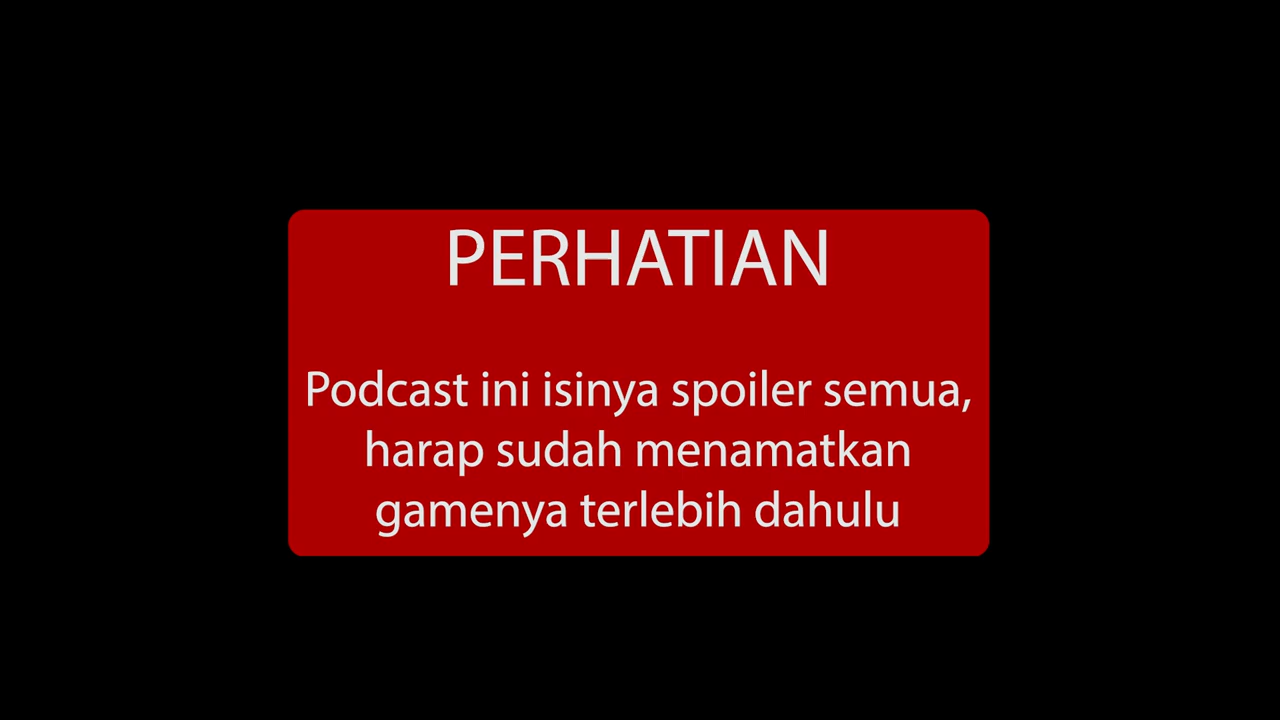 PERHATIAN
Podcast ini isinya spoiler semua,
harap sudah menamatkan
gamenya terlebih dahulu